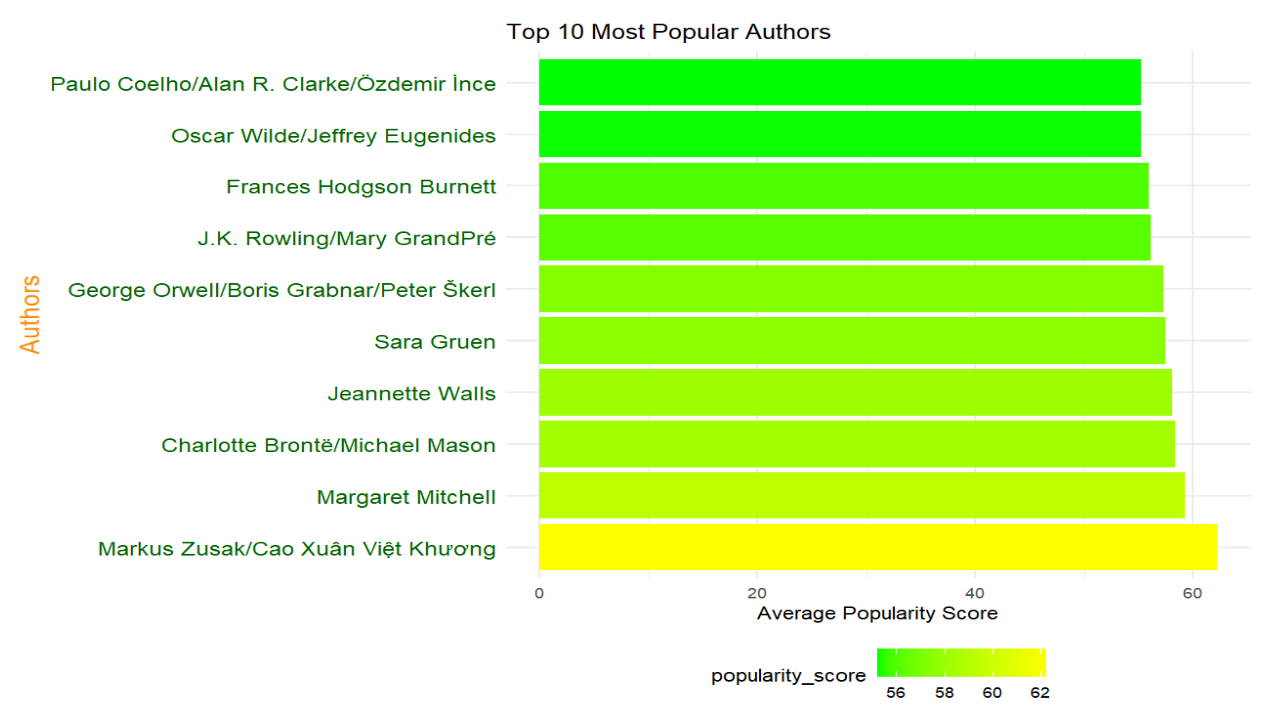 Top 10 Most Popular Authors
Paulo Coelho/Alan R. Clarke/Özdemir İnce
Oscar Wilde/Jeffrey Eugenides
Frances Hodgson Burnett
J.K. Rowling/Mary GrandPré
George Orwell/Boris Grabnar/Peter Škerl
Sara Gruen
Jeannette Walls
Charlotte Brontë/Michael Mason
Margaret Mitchell
Markus Zusak/Cao Xuân Việt Khương
Authors
0 20 40 60
Average Popularity Score
popularity_score
56 58 60 62